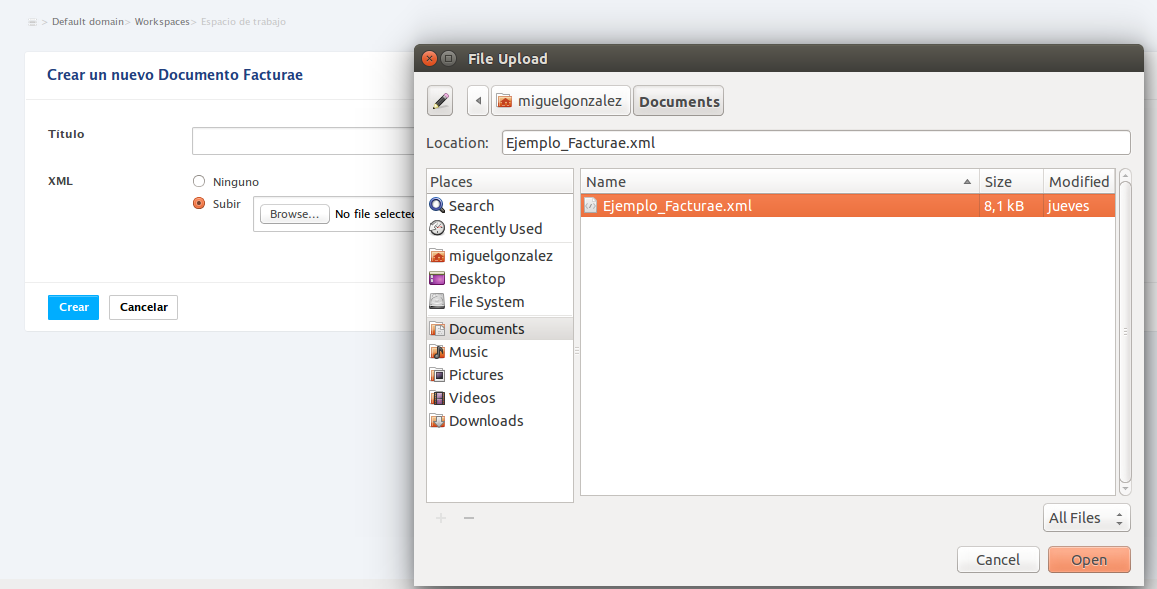 > Default domain> Workspaces> Espacio de trabajo
Crear un nuevo Documento Facturae
Título
XML
Ninguno
Subir
Browse... No file selected
Crear
Cancelar
File Upload
miguelgonzalez
Documents
Location: Ejemplo_Facturae.xml
Places
Search
Recently Used
miguelgonzalez
Desktop
File System
Documents
Music
Pictures
Videos
Downloads
Name Size Modified
Ejemplo_Facturae.xml 8,1 kB jueves
All Files
Cancel
Open